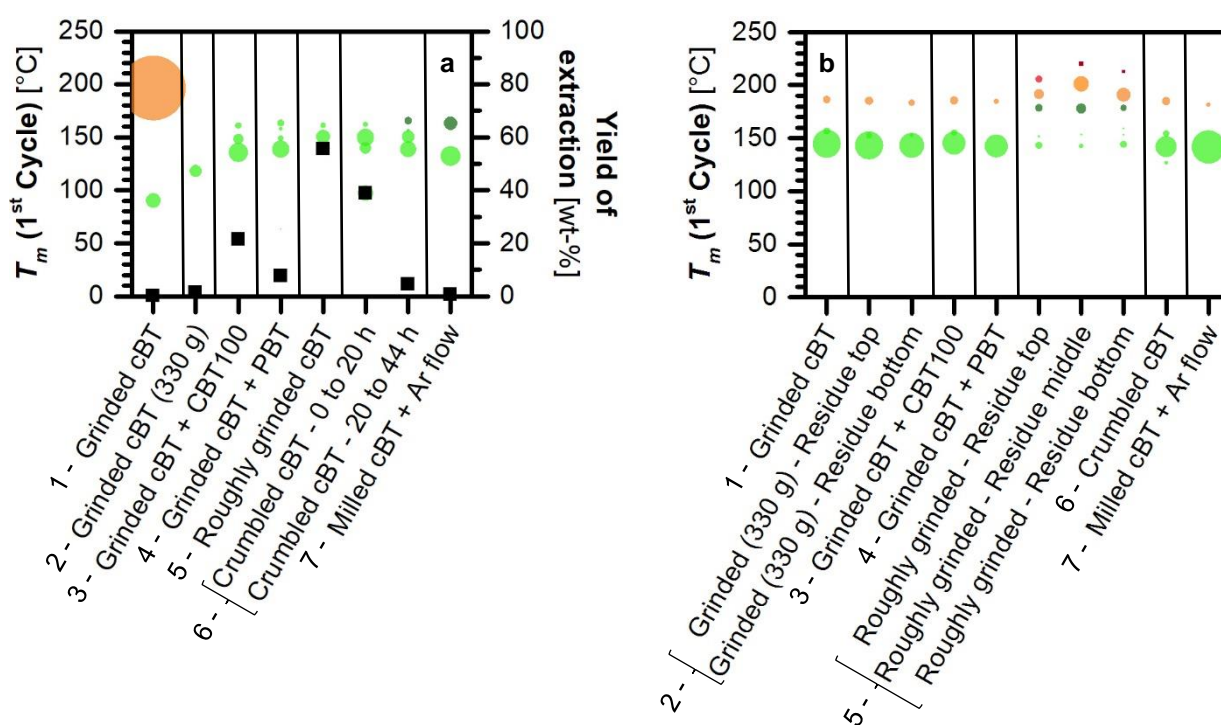 a
250
200
150
100
50
0
Tm (1st Cycle) [°C]
100
80
60
40
20
0
Yield of
extraction [wt-%]
1 - Grinded cBT
2 - Grinded cBT (330 g)
3 - Grinded cBT + CBT100
4 - Grinded cBT + PBT
5 - Roughly grinded cBT
6 -
Crumbled cBT - 0 to 20 h
Crumbled cBT - 20 to 44 h
7 - Milled cBT + Ar flow
b
250
200
150
100
50
0
Tm (1st Cycle) [°C]
1 - Grinded cBT
2 -
Grinded (330 g) - Residue top
Grinded (330 g) - Residue bottom
3 - Grinded cBT + CBT100
4 - Grinded cBT + PBT
5 -
Roughly grinded - Residue top
Roughly grinded - Residue middle
Roughly grinded - Residue bottom
6 - Crumbled cBT
7 - Milled cBT + Ar flow